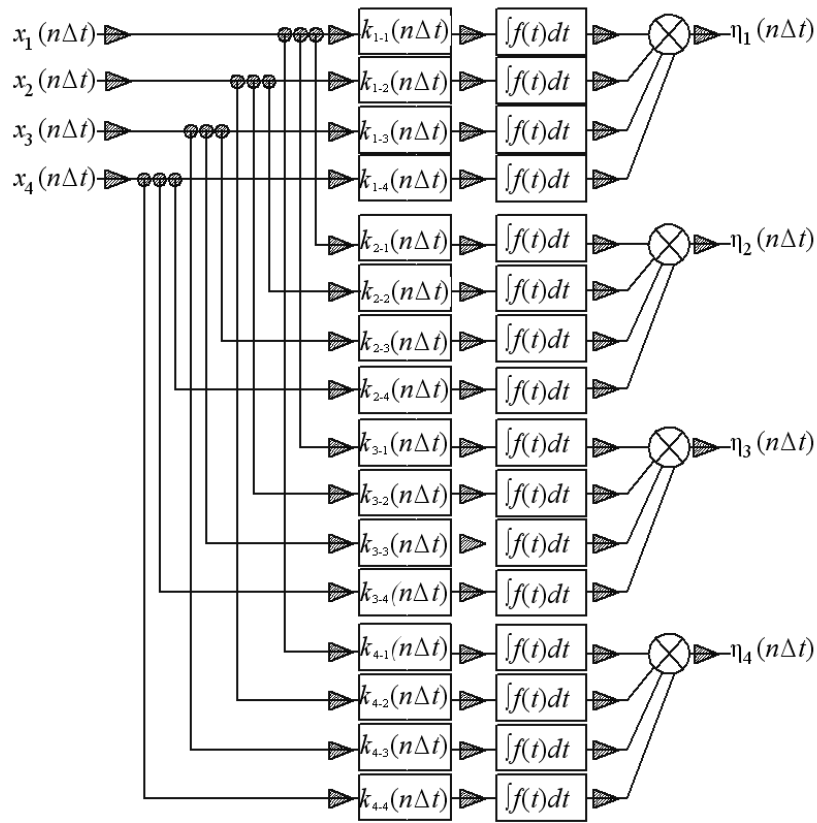 x₁(nΔt) k₁₋₁(nΔt) ∫f(t)dt η₁(nΔt)
x₂(nΔt) k₁₋₂(nΔt) ∫f(t)dt
x₃(nΔt) k₁₋₃(nΔt) ∫f(t)dt
x₄(nΔt) k₁₋₄(nΔt) ∫f(t)dt
k₂₋₁(nΔt) ∫f(t)dt η₂(nΔt)
k₂₋₂(nΔt) ∫f(t)dt
k₂₋₃(nΔt) ∫f(t)dt
k₂₋₄(nΔt) ∫f(t)dt
k₃₋₁(nΔt) ∫f(t)dt η₃(nΔt)
k₃₋₂(nΔt) ∫f(t)dt
k₃₋₃(nΔt) ∫f(t)dt
k₃₋₄(nΔt) ∫f(t)dt
k₄₋₁(nΔt) ∫f(t)dt η₄(nΔt)
k₄₋₂(nΔt) ∫f(t)dt
k₄₋₃(nΔt) ∫f(t)dt
k₄₋₄(nΔt) ∫f(t)dt